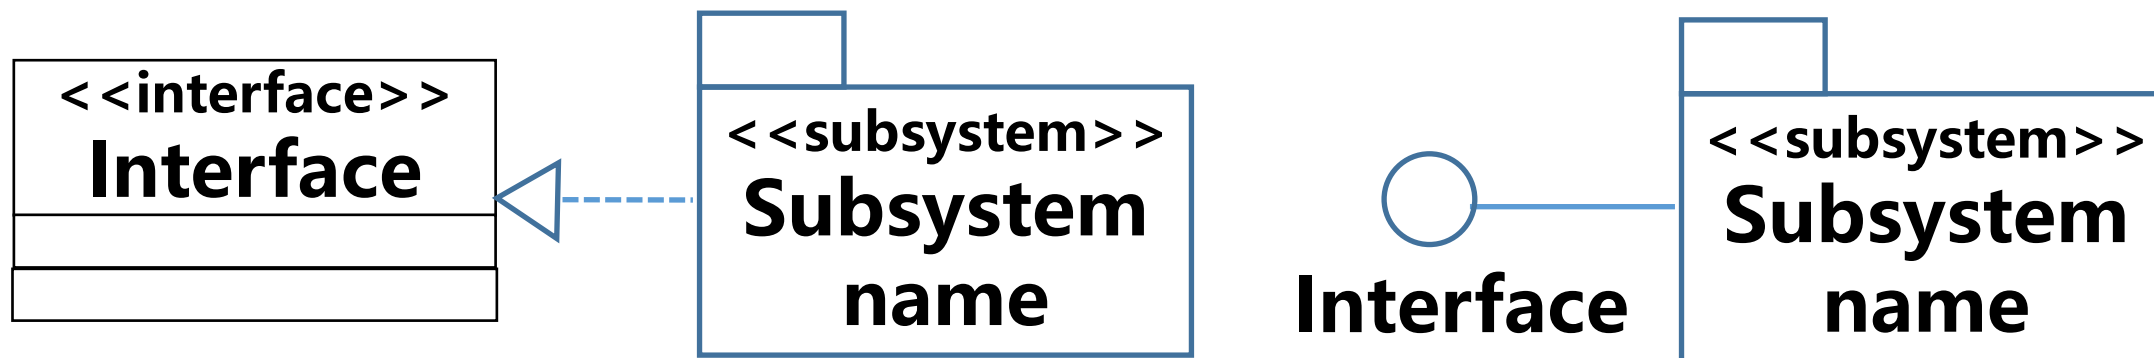 <<interface>>
Interface
<<subsystem>>
Subsystem
name
Interface
<<subsystem>>
Subsystem
name